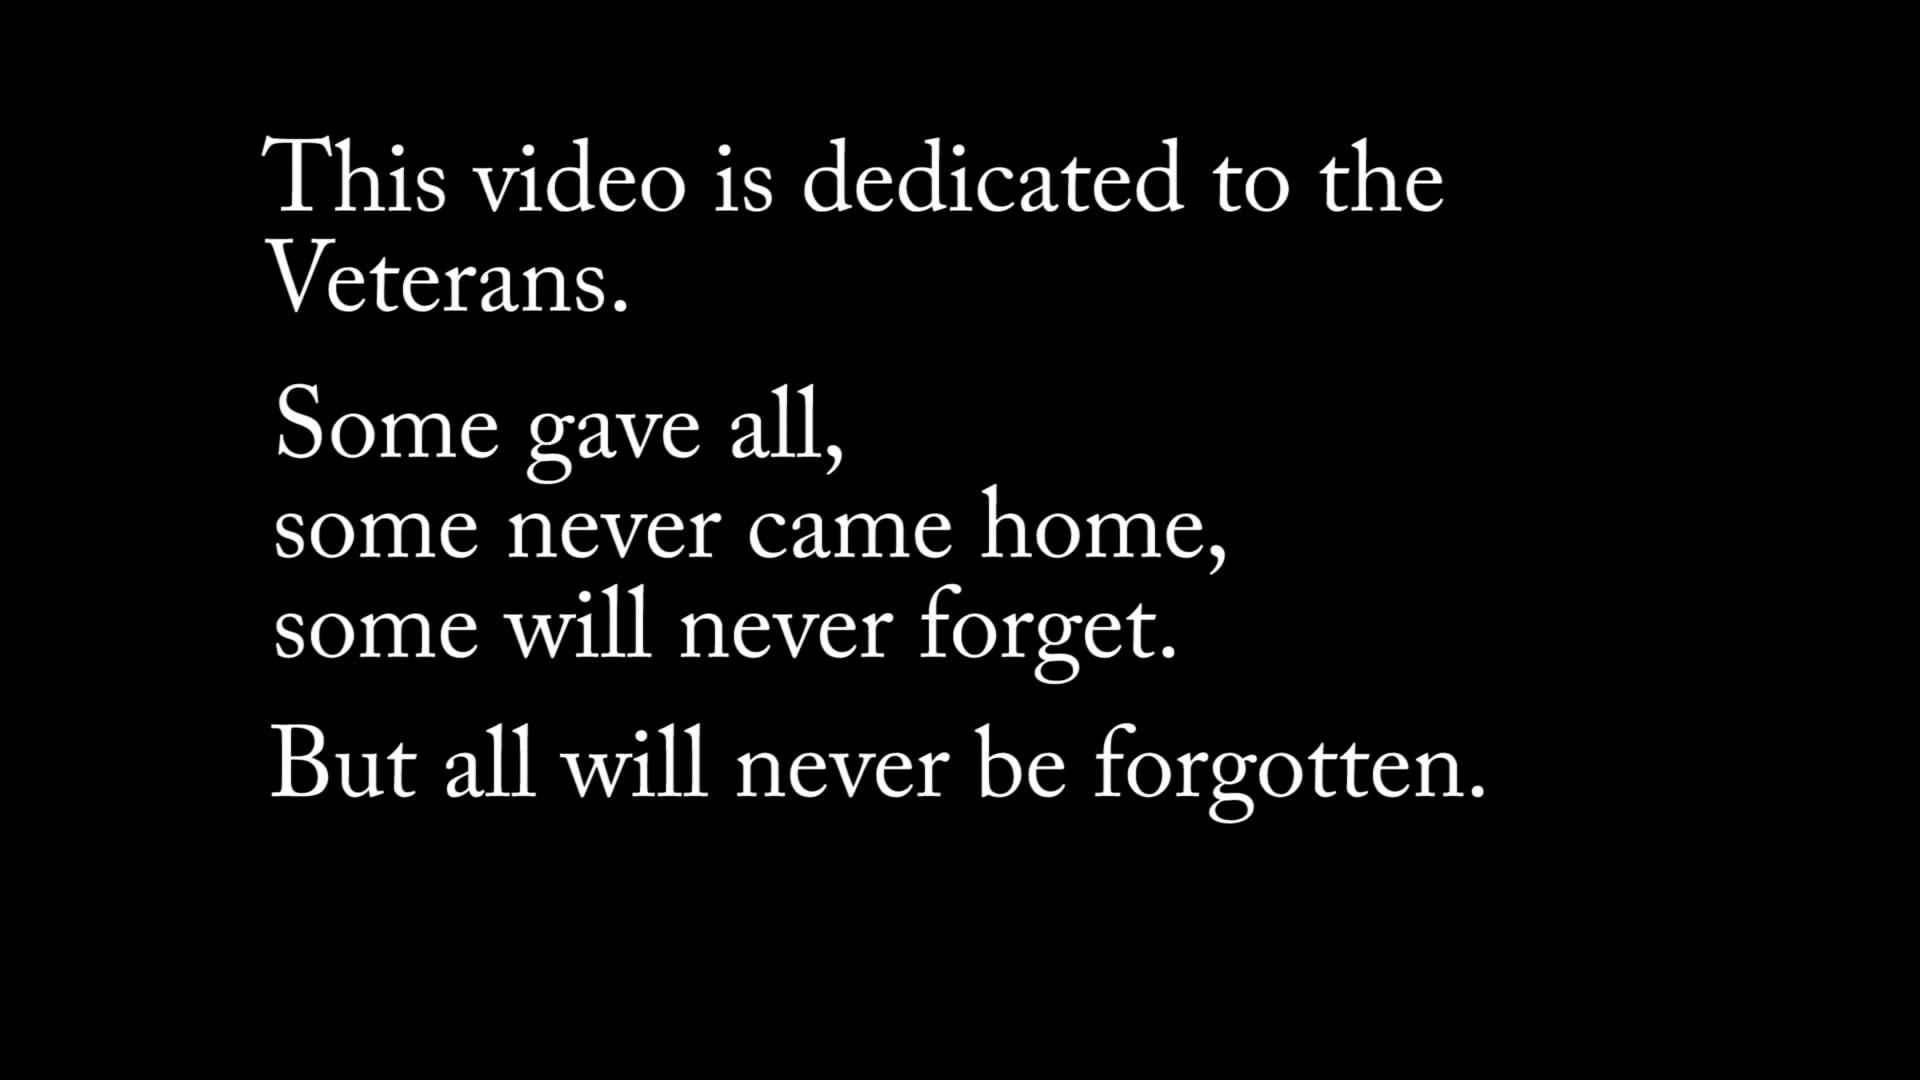 This video is dedicated to the
Veterans.
Some gave all,
some never came home,
some will never forget.
But all will never be forgotten.